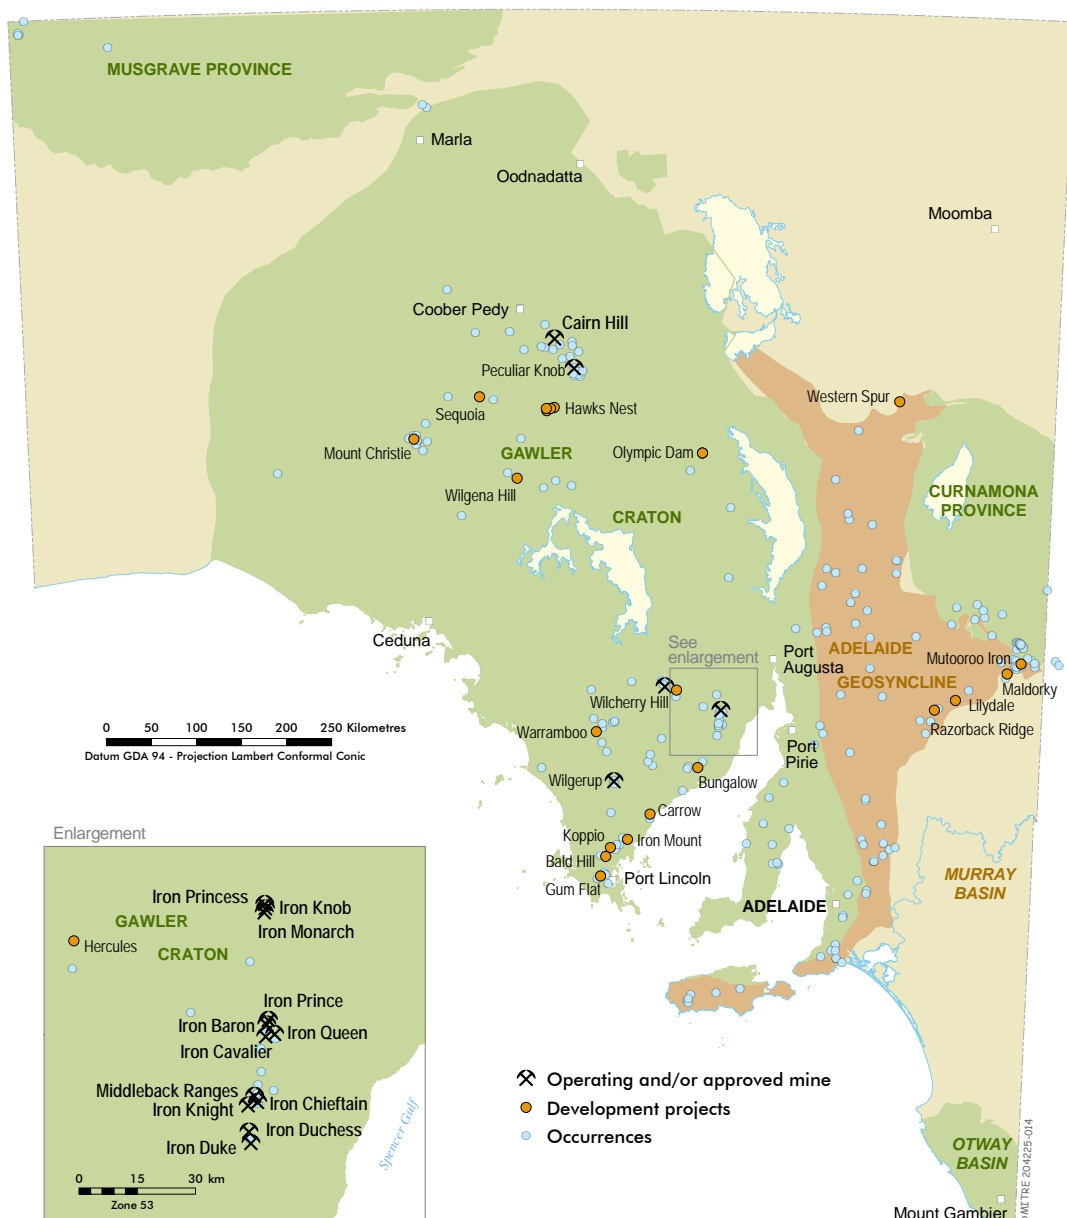 MUSGRAVE PROVINCE
Marla
Oodnadatta
Moomba
Coober Pedy
Cairn Hill
Peculiar Knob
Sequoia
Hawks Nest
Western Spur
Mount Christie
GAWLER
Olympic Dam
Wilgena Hill
CRATON
CURNAMONA
PROVINCE
Ceduna
See
enlargement
Port
Augusta
ADELAIDE
GEOSYNCLINE
Mutooroo Iron
Maldorky
Lilydale
Razorback Ridge
Wilcherry Hill
Warramboo
Port
Pirie
Wilgerup
Bungalow
Carrow
Koppio
Iron Mount
Bald Hill
Gum Flat
Port Lincoln
ADELAIDE
MURRAY
BASIN
0 50 100 150 200 250 Kilometres
Datum GDA 94 - Projection Lambert Conformal Conic
Enlargement
Iron Princess
Iron Knob
Iron Monarch
GAWLER
CRATON
Hercules
Iron Prince
Iron Baron
Iron Queen
Iron Cavalier
Middleback Ranges
Iron Knight
Iron Chieftain
Iron Duchess
Iron Duke
Spencer Gulf
0 15 30 km
Zone 53
Operating and/or approved mine
Development projects
Occurrences
OTWAY
BASIN
Mount Gambier
204225-014